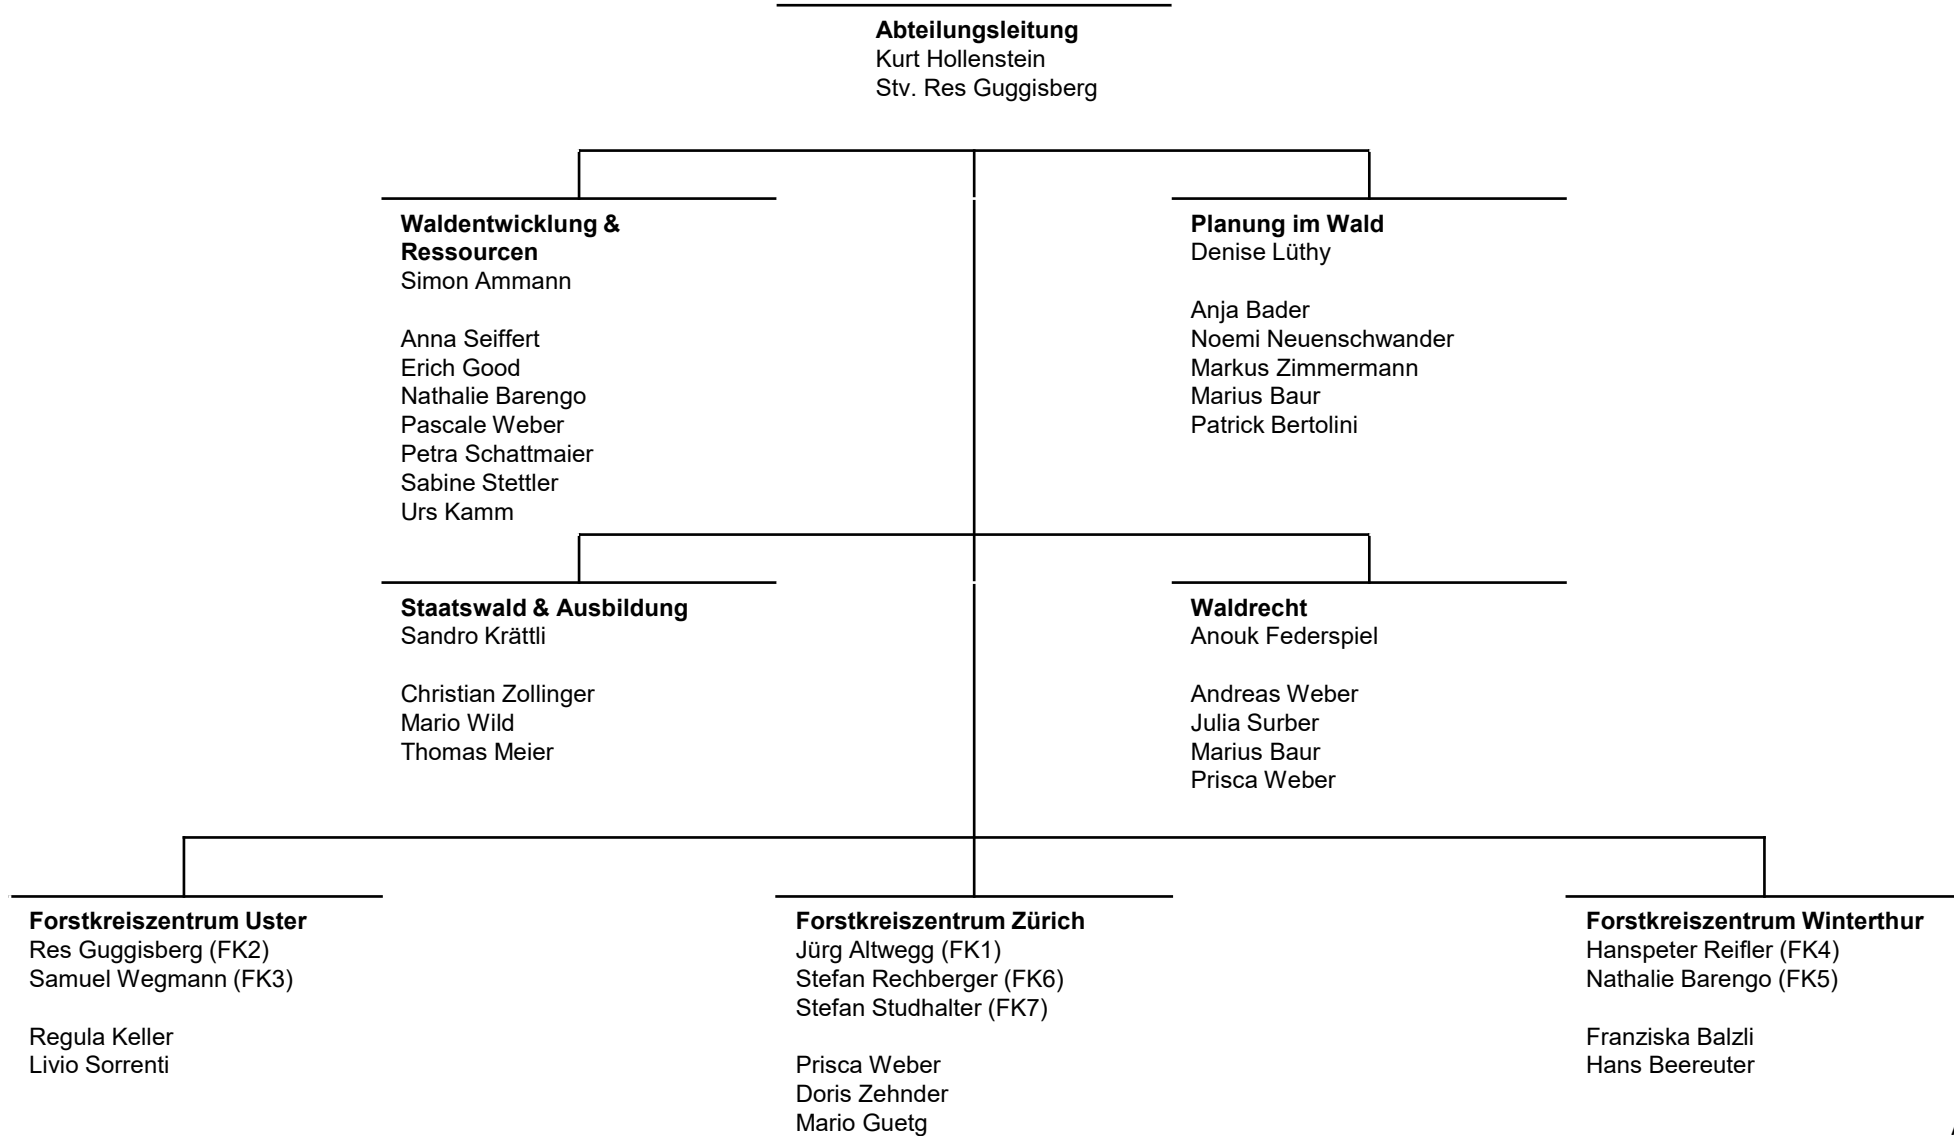 Abteilungsleitung
Kurt Hollenstein
Stv. Res Guggisberg
Waldentwicklung &
Ressourcen
Simon Ammann
Anna Seiffert
Erich Good
Nathalie Barengo
Pascale Weber
Petra Schattmaier
Sabine Stettler
Urs Kamm
Planung im Wald
Denise Lüthy
Anja Bader
Noemi Neuenschwander
Markus Zimmermann
Marius Baur
Patrick Bertolini
Staatswald & Ausbildung
Sandro Krättli
Christian Zollinger
Mario Wild
Thomas Meier
Waldrecht
Anouk Federspiel
Andreas Weber
Julia Surber
Marius Baur
Prisca Weber
Forstkreiszentrum Uster
Res Guggisberg (FK2)
Samuel Wegmann (FK3)
Regula Keller
Livio Sorrenti
Forstkreiszentrum Zürich
Jürg Altwegg (FK1)
Stefan Rechberger (FK6)
Stefan Studhalter (FK7)
Prisca Weber
Doris Zehnder
Mario Guetg
Forstkreiszentrum Winterthur
Hanspeter Reifler (FK4)
Nathalie Barengo (FK5)
Franziska Balzli
Hans Beereuter